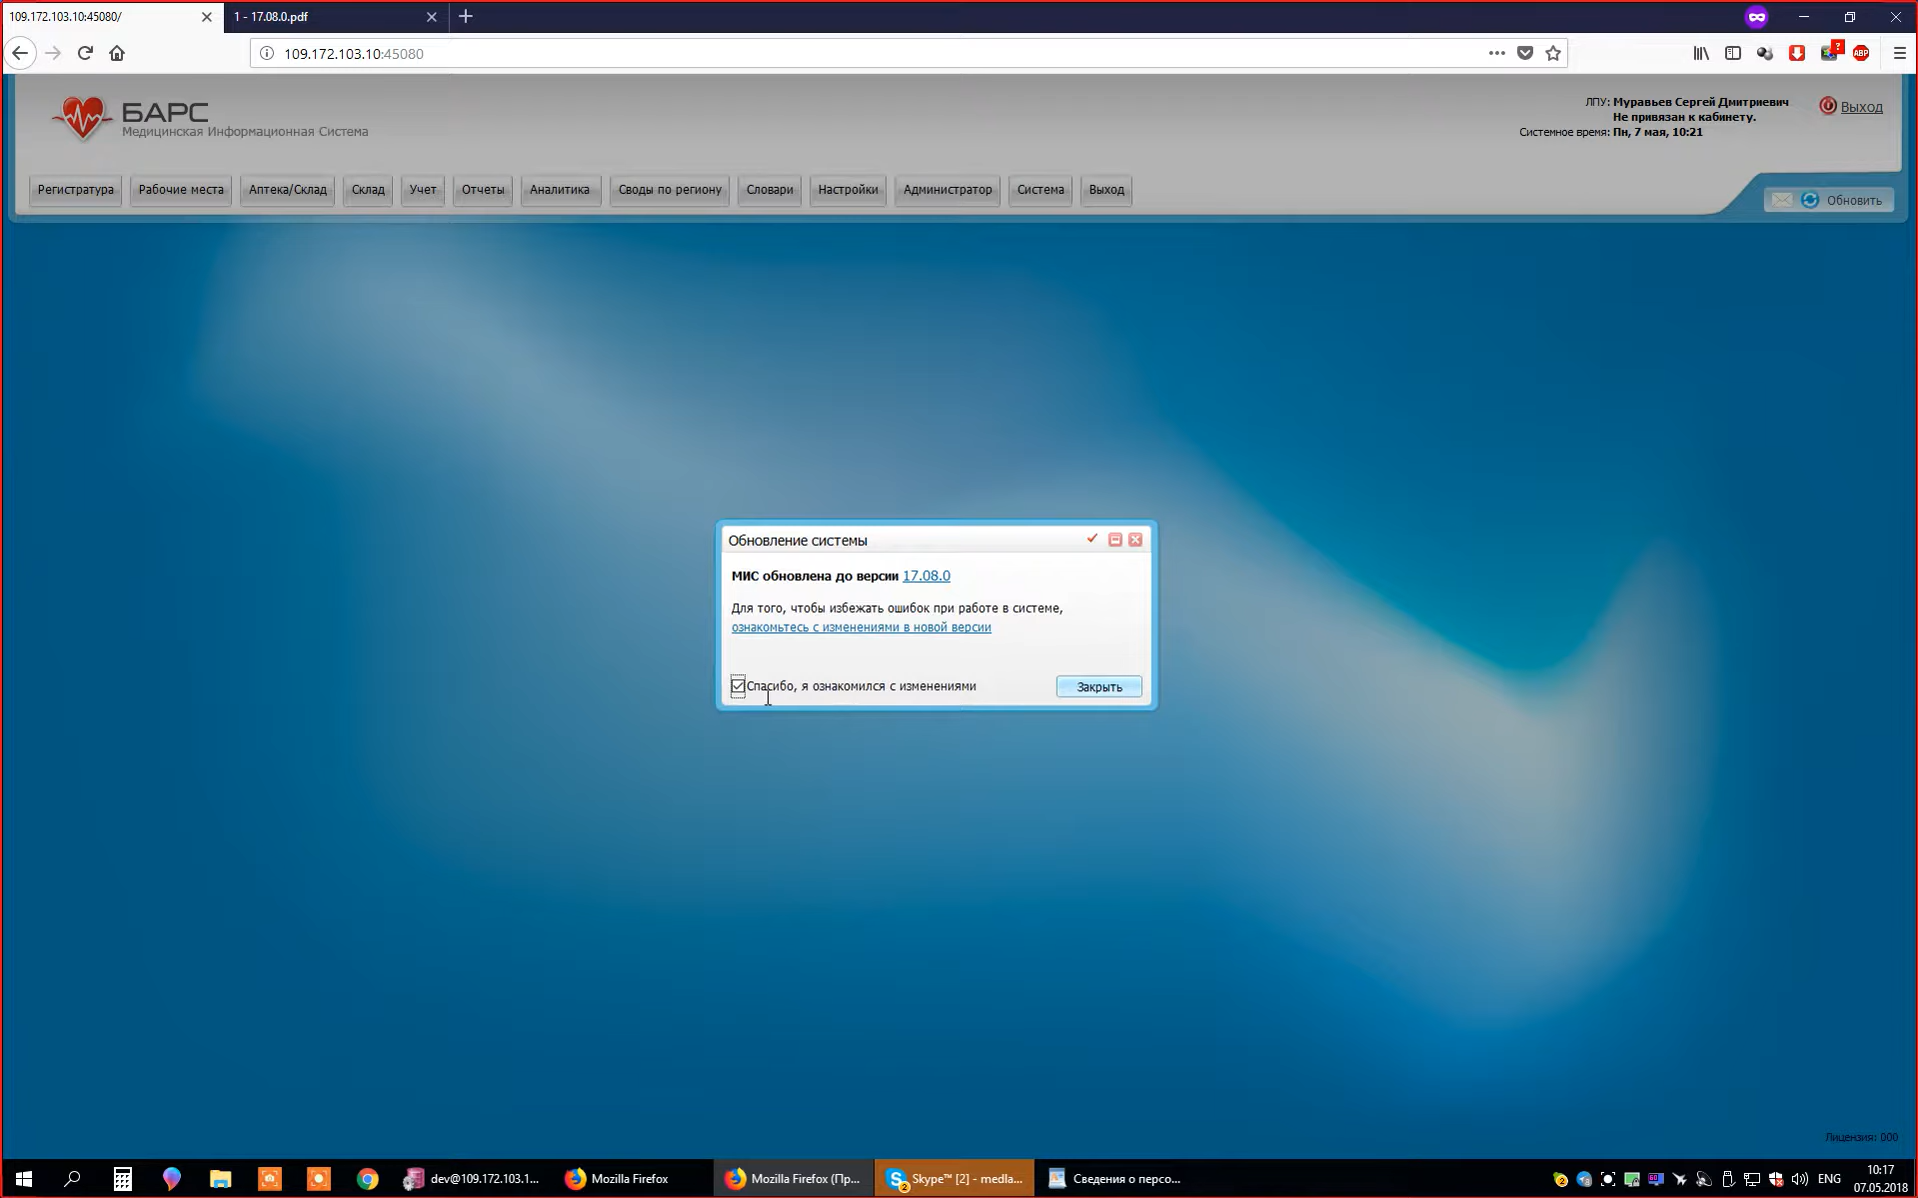 109.172.103.10:45080/
1 - 17.08.0.pdf
109.172.103.10:45080
ABP
БАРС
Медицинская Информационная Система
ЛПУ: Муравьев Сергей Дмитриевич
Не привязан к кабинету.
Системное время: Пн, 7 мая, 10:21
Выход
Регистратура
Рабочие места
Аптека/Склад
Склад
Учет
Отчеты
Аналитика
Своды по региону
Словари
Настройки
Администратор
Система
Выход
Обновить
Обновление системы
МИС обновлена до версии 17.08.0
Для того, чтобы избежать ошибок при работе в системе,
ознакомьтесь с изменениями в новой версии
Спасибо, я ознакомился с изменениями
Закрыть
Лицензия: 000
dev@109.172.103.1...
Mozilla Firefox
Mozilla Firefox (Пр...
Skype™ [2] - medla...
Сведения о персо...
ENG
10:17
07.05.2018